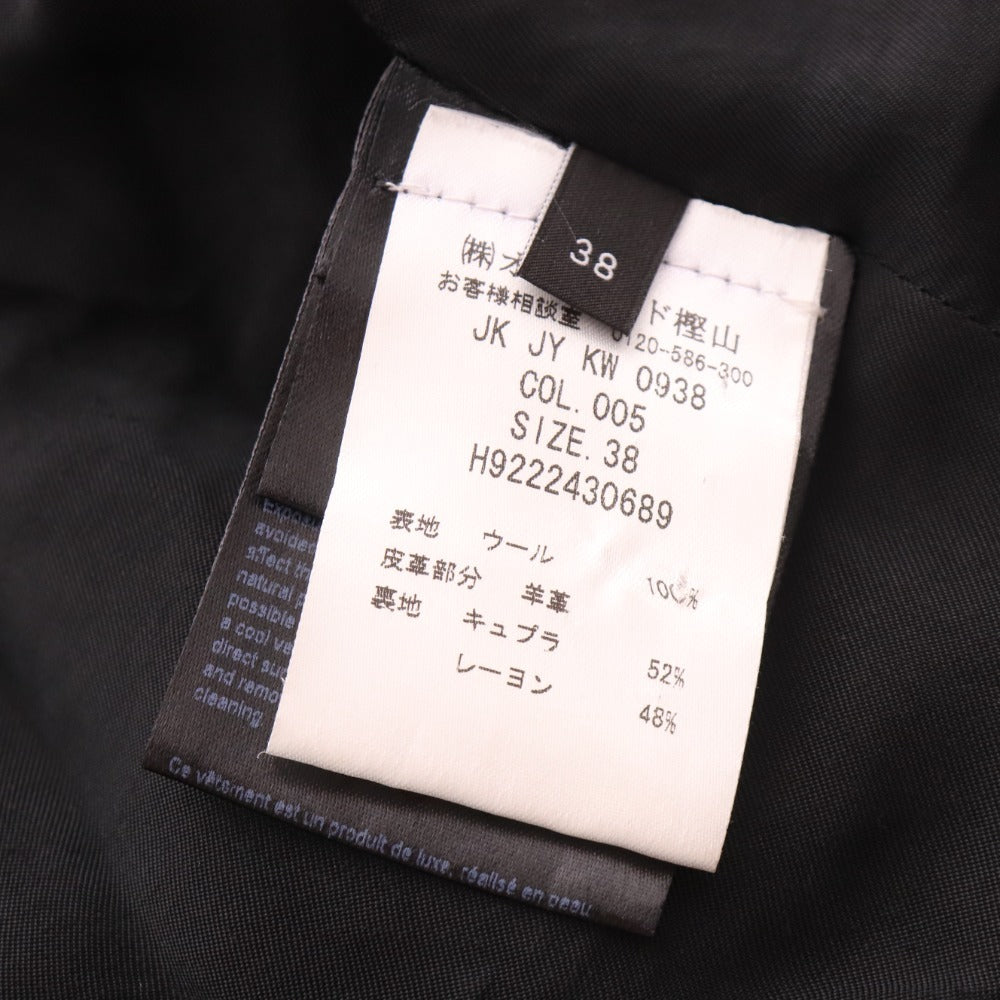 38
(株)オ ド樫山
お客様相談室 0120-586-300
JK JY KW 0938
COL. 005
SIZE. 38
H9222430689
表地 ウール 100%
皮革部分 羊革
裏地 キュプラ 52%
レーヨン 48%
avoided
affect th
natural
possible
a cool
direct
and remo
cleaning
Ce vêtement est un produit de luxe, réalisé en peau